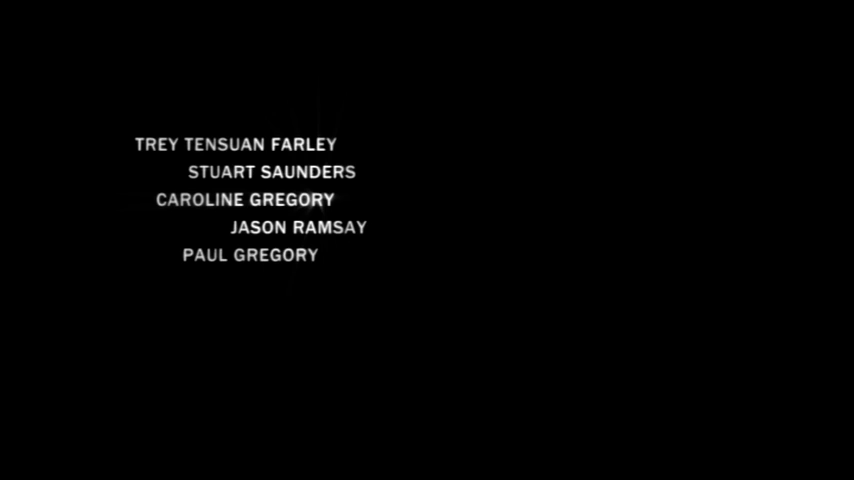 TREY TENSUAN FARLEY
STUART SAUNDERS
CAROLINE GREGORY
JASON RAMSAY
PAUL GREGORY